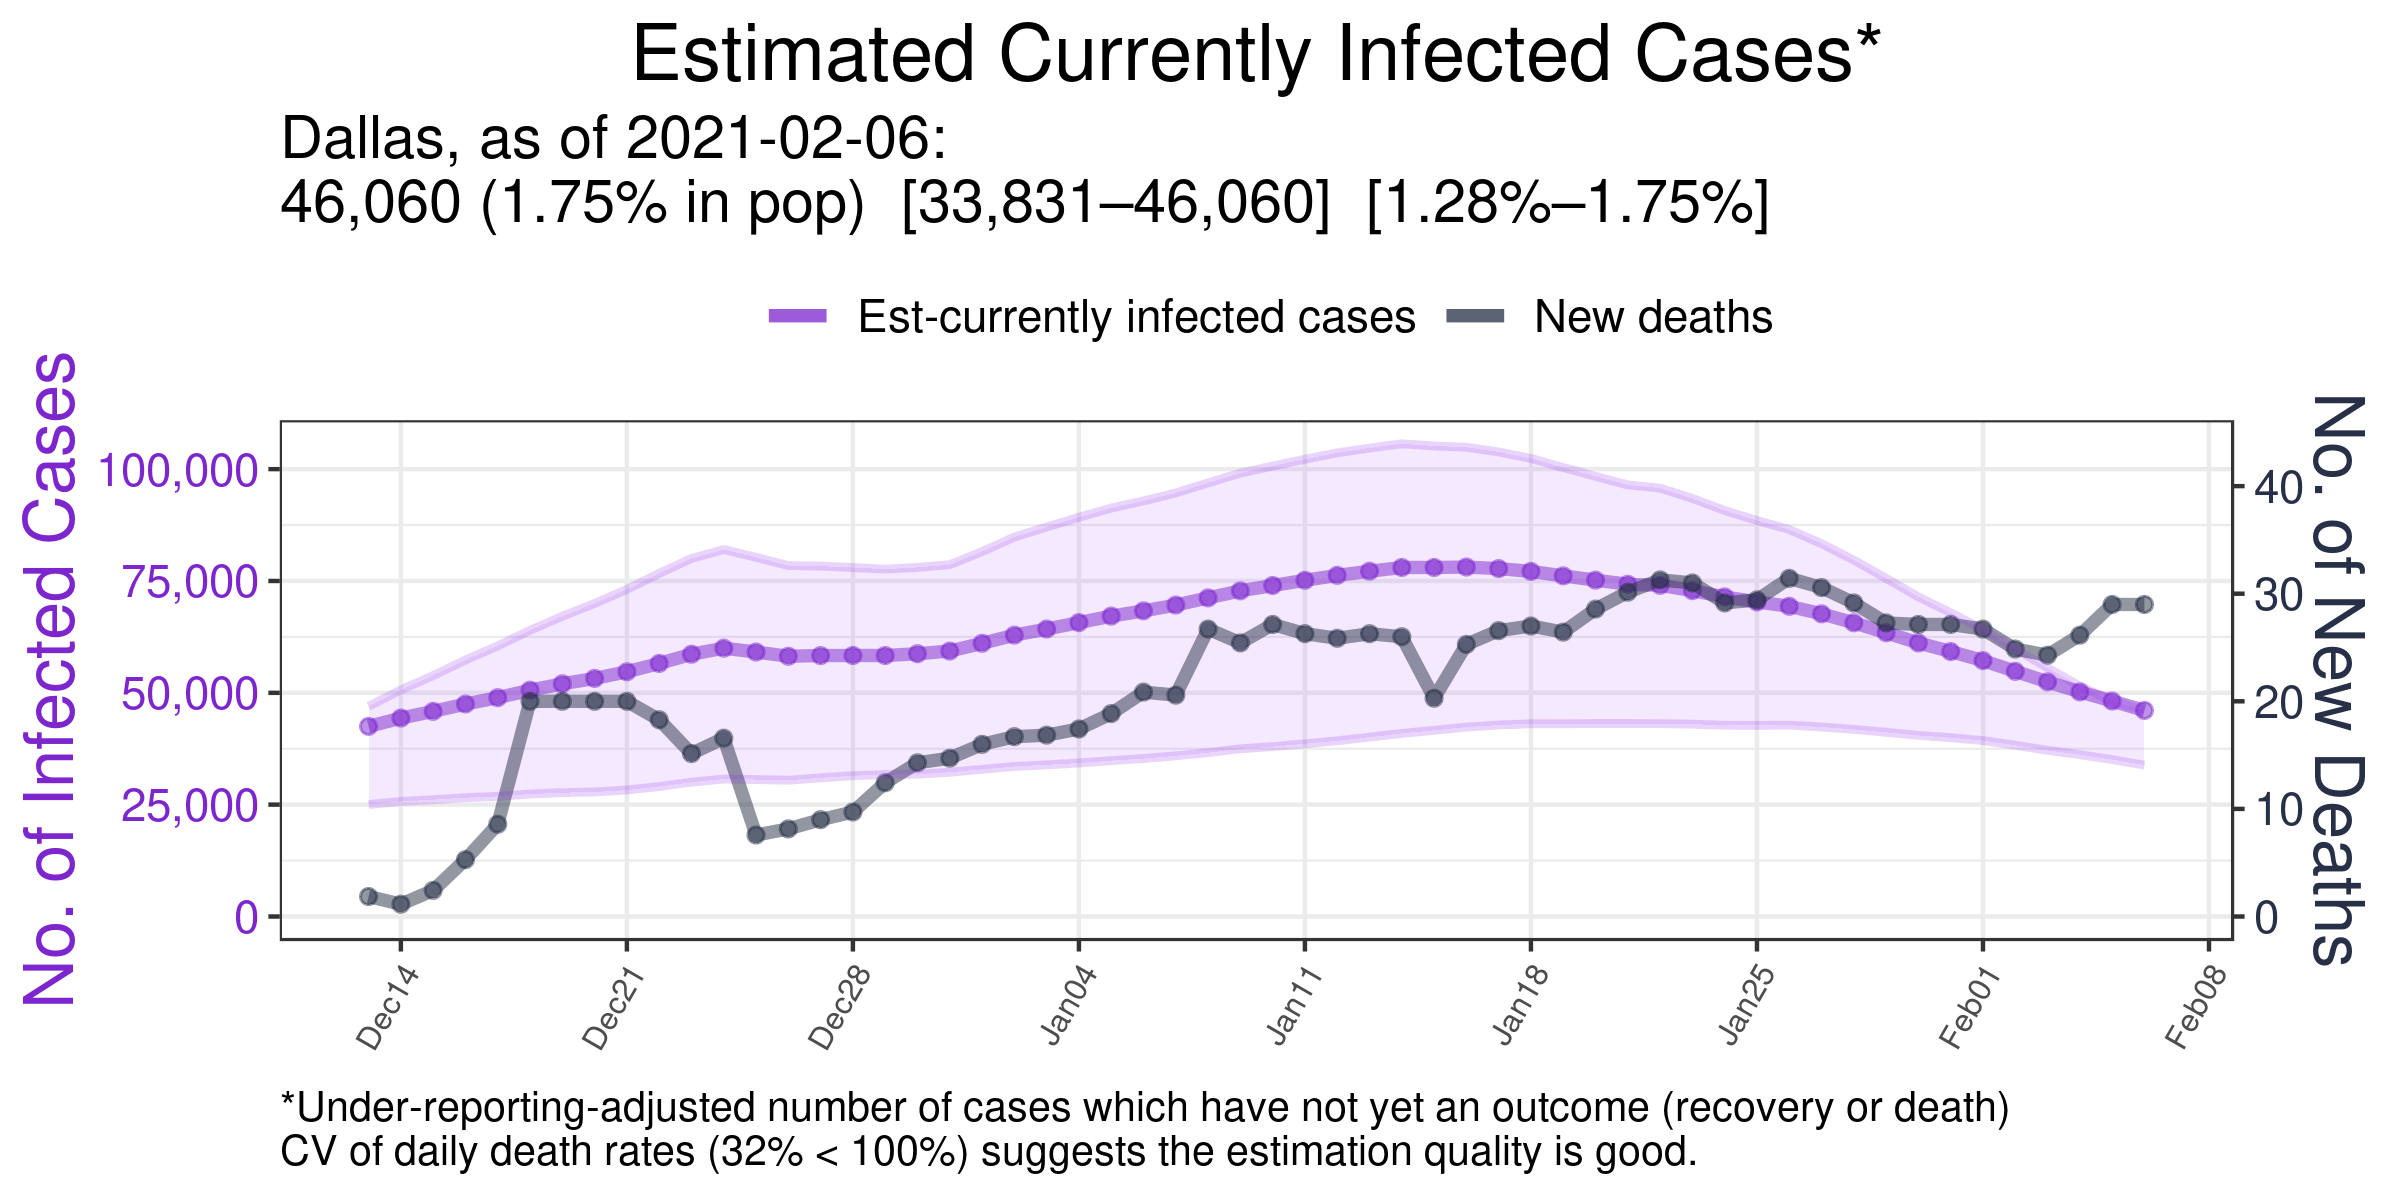 Estimated Currently Infected Cases*
Dallas, as of 2021-02-06:
46,060 (1.75% in pop) [33,831–46,060] [1.28%–1.75%]
Est-currently infected cases New deaths
No. of Infected Cases
100,000
75,000
50,000
25,000
0
40
30
20
10
0
No. of New Deaths
Dec14 Dec21 Dec28 Jan04 Jan11 Jan18 Jan25 Feb01 Feb08
*Under-reporting-adjusted number of cases which have not yet an outcome (recovery or death)
CV of daily death rates (32% < 100%) suggests the estimation quality is good.